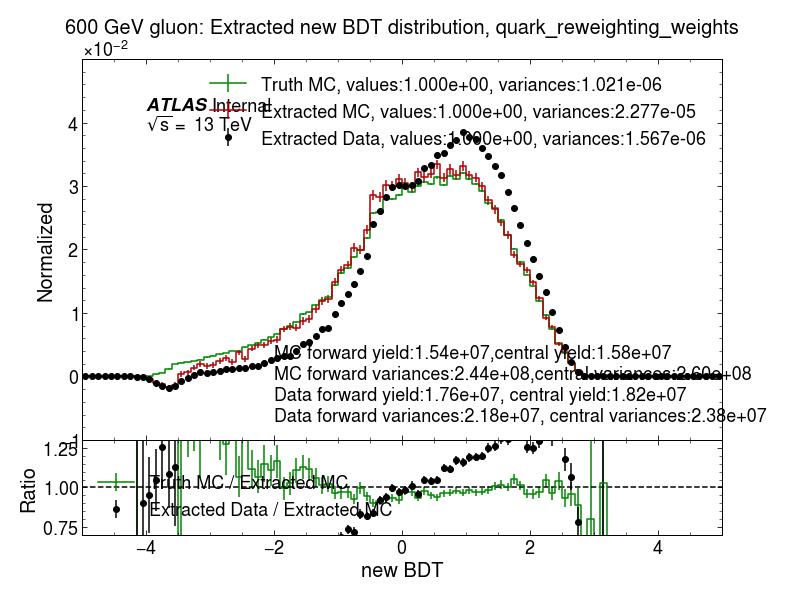 600 GeV gluon: Extracted new BDT distribution, quark_reweighting_weights
×10⁻²
Truth MC, values:1.000e+00, variances:1.021e-06
ATLAS Internal
Extracted MC, values:1.000e+00, variances:2.277e-05
√s = 13 TeV
Extracted Data, values:1.000e+00, variances:1.567e-06
4
3
2
1
0
−1
Normalized
MC forward yield:1.54e+07,central yield:1.58e+07
MC forward variances:2.44e+08,central variances:2.60e+08
Data forward yield:1.76e+07, central yield:1.82e+07
Data forward variances:2.18e+07, central variances:2.38e+07
1.25
1.00
0.75
Ratio
Truth MC / Extracted MC
Extracted Data / Extracted MC
−4 −2 0 2 4
new BDT